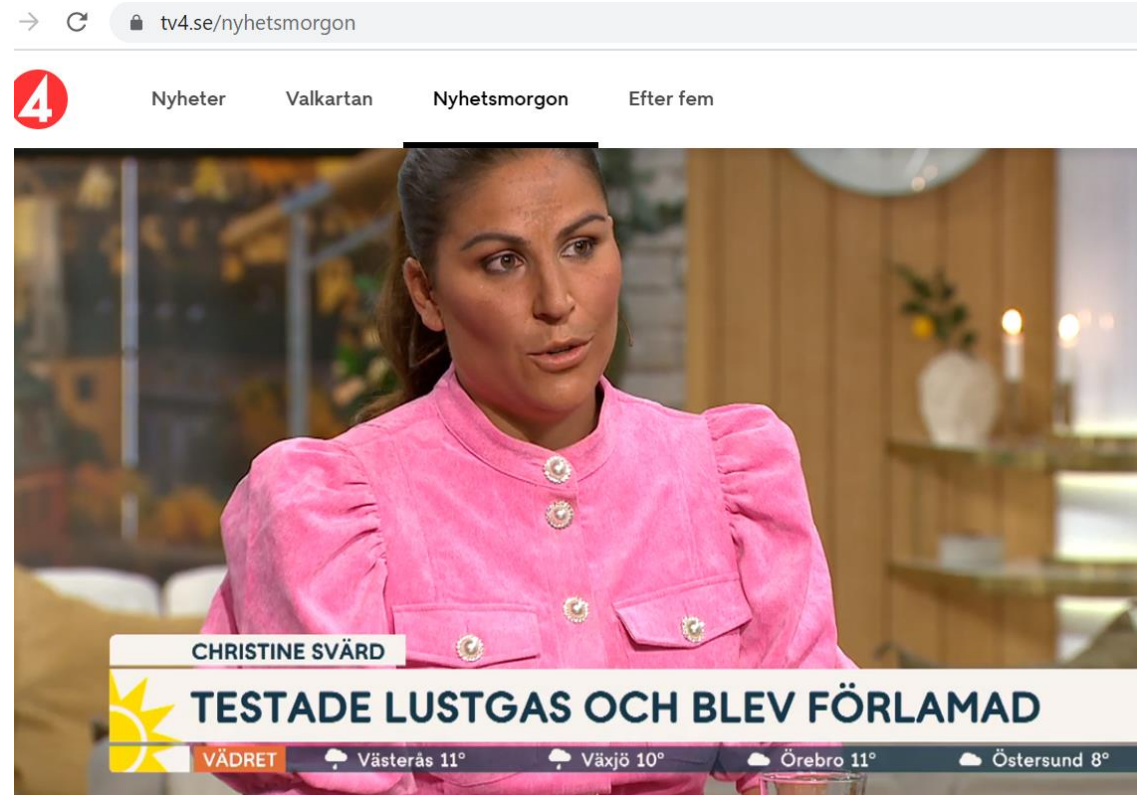 tv4.se/nyhetsmorgon
4 Nyheter Valkartan Nyhetsmorgon Efter fem
CHRISTINE SVÄRD
TESTADE LUSTGAS OCH BLEV FÖRLAMAD
VÄDRET Västerås 11° Växjö 10° Örebro 11° Östersund 8°